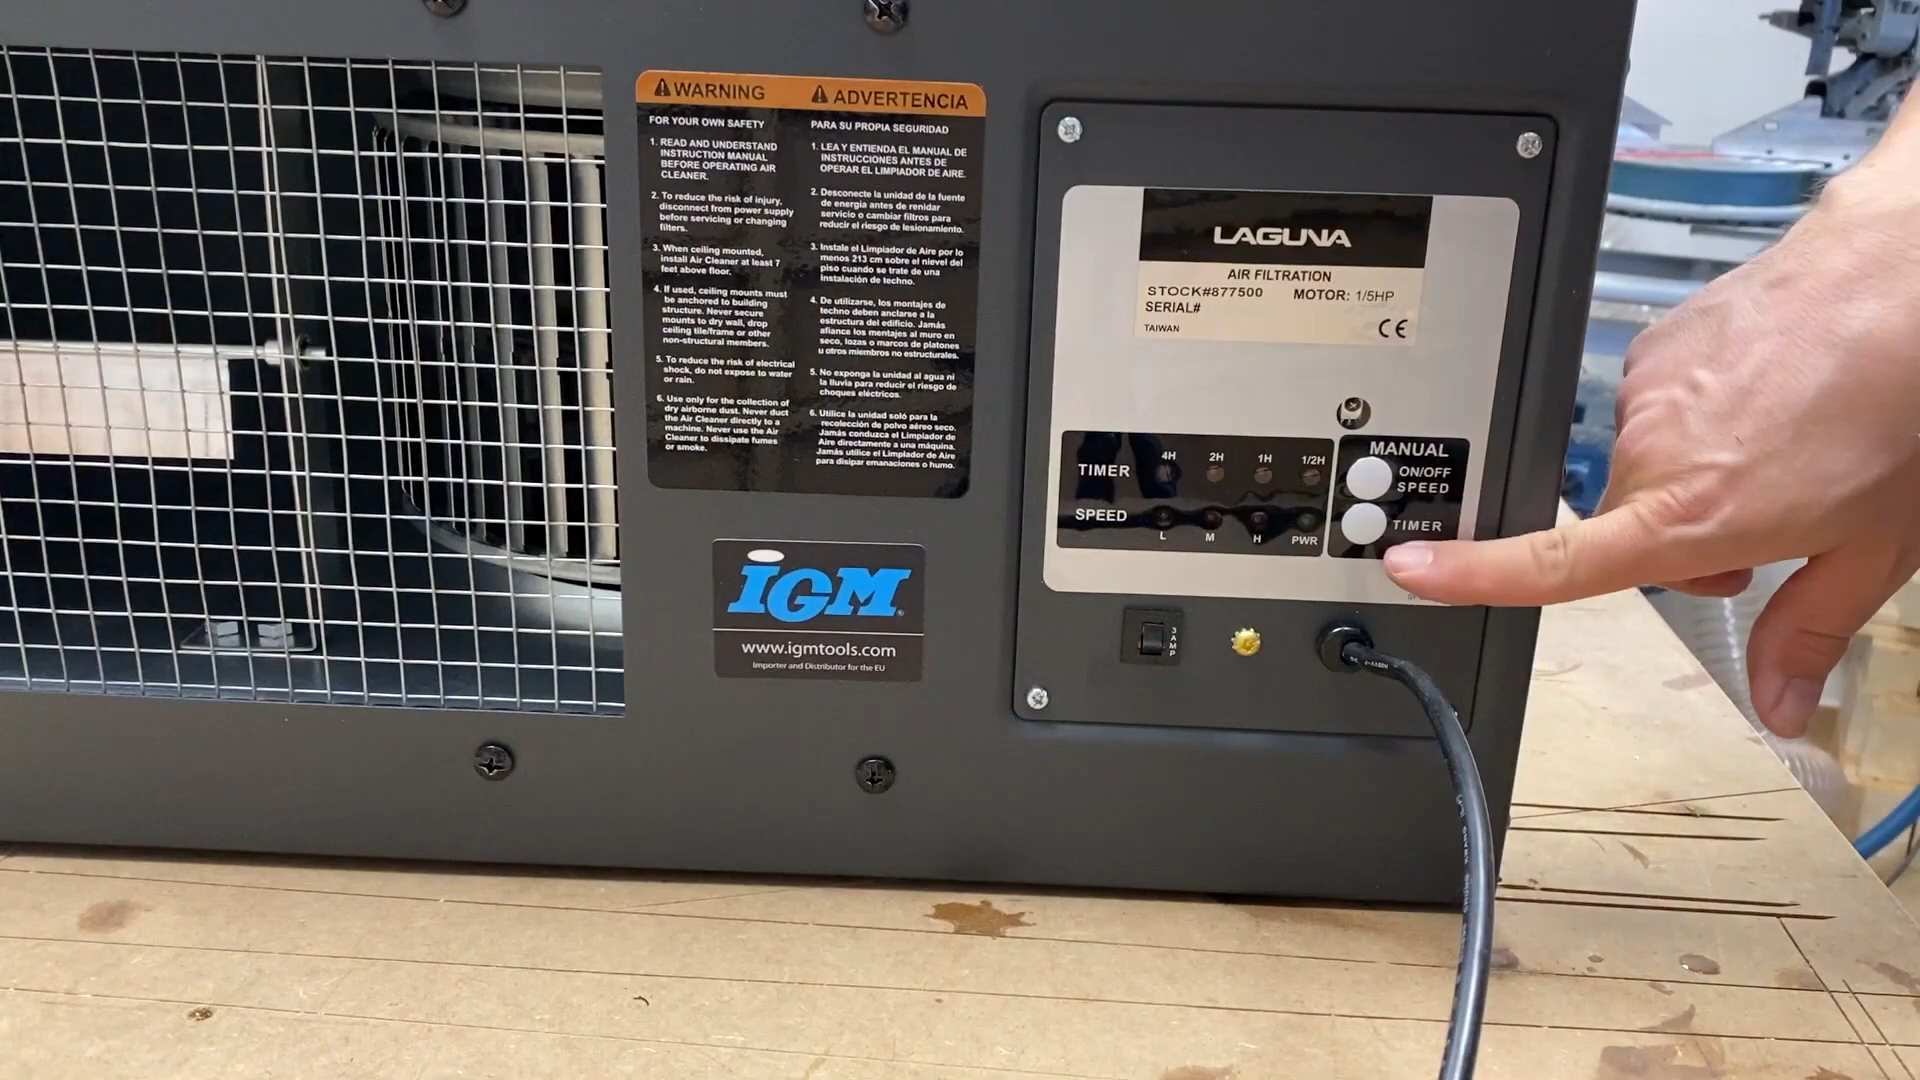 WARNING
FOR YOUR OWN SAFETY
1. READ AND UNDERSTAND
INSTRUCTION MANUAL
BEFORE OPERATING AIR
CLEANER.
2. To reduce the risk of injury,
disconnect from power supply
before servicing or changing
filters.
3. When ceiling mounted,
install Air Cleaner at least 7
feet above floor.
4. If used, ceiling mounts must
be anchored to building
structure. Never secure
mounts to dry wall, drop
ceiling tile/frame or other
non-structural members.
5. To reduce the risk of electrical
shock, do not expose to water
or rain.
6. Use only for the collection of
dry airborne dust. Never duct
the Air Cleaner directly to a
machine. Never use the Air
Cleaner to dissipate fumes
or smoke.
ADVERTENCIA
PARA SU PROPIA SEGURIDAD
1. LEA Y ENTIENDA EL MANUAL DE
INSTRUCCIONES ANTES DE
OPERAR EL LIMPIADOR DE AIRE.
2. Desconecte la unidad de la fuente
de energia antes de renidar
servicio o cambiar filtros para
reducir el riesgo de lesionamiento.
3. Instale el Limpiador de Aire por lo
menos 213 cm sobre el nievel del
piso cuando se trate de una
instalación de techno.
4. De utilizarse, los montajes de
techno deben anclarse a la
estructura del edificio. Jamás
afiance los mentajes al muro en
seco, lozas o marcos de platones
u otros miembros no estructurales.
5. No exponga la unidad al agua ni
la lluvia para reducir el riesgo de
choques eléctricos.
6. Utilice la unidad soló para la
recolección de polvo aéreo seco.
Jamás conduzca el Limpiador de
Aire directamente a una máquina.
Jamás utilice el Limpiador de Aire
para disipar emanaciones o humo.
IGM
www.igmtools.com
Importer and Distributor for the EU
LAGUNA
AIR FILTRATION
STOCK#877500 MOTOR: 1/5HP
SERIAL#
TAIWAN CE
TIMER 4H 2H 1H 1/2H
SPEED L M H PWR
MANUAL
ON/OFF
SPEED
TIMER
3 AMP